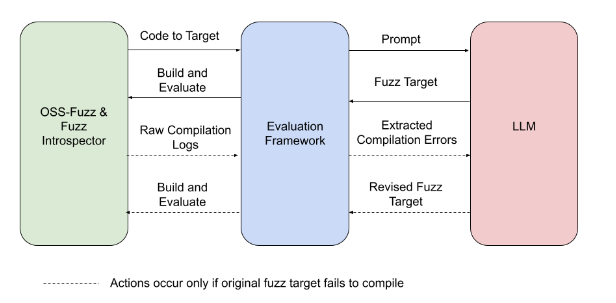 Code to Target
Prompt
Build and
Evaluate
Fuzz Target
OSS-Fuzz &
Fuzz
Introspector
Evaluation
Framework
LLM
Raw Compilation
Logs
Extracted
Compilation Errors
Build and
Evaluate
Revised Fuzz
Target
Actions occur only if original fuzz target fails to compile